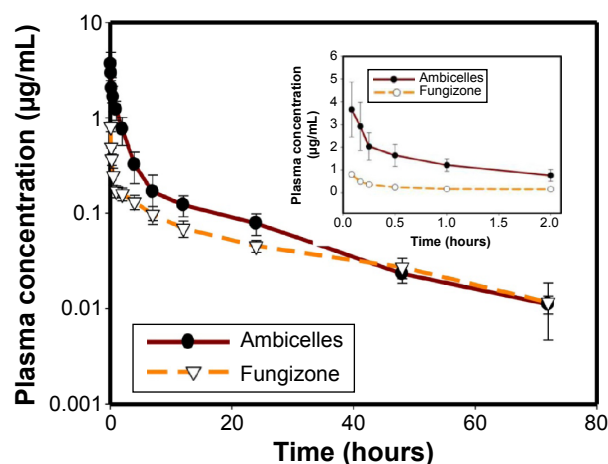 Plasma concentration (µg/mL)
10
1
0.1
0.01
0.001
0
20
40
60
80
Time (hours)
Ambicelles
Fungizone
Plasma concentration
(µg/mL)
6
5
4
3
2
1
0
0.0
0.5
1.0
1.5
2.0
Time (hours)
Ambicelles
Fungizone